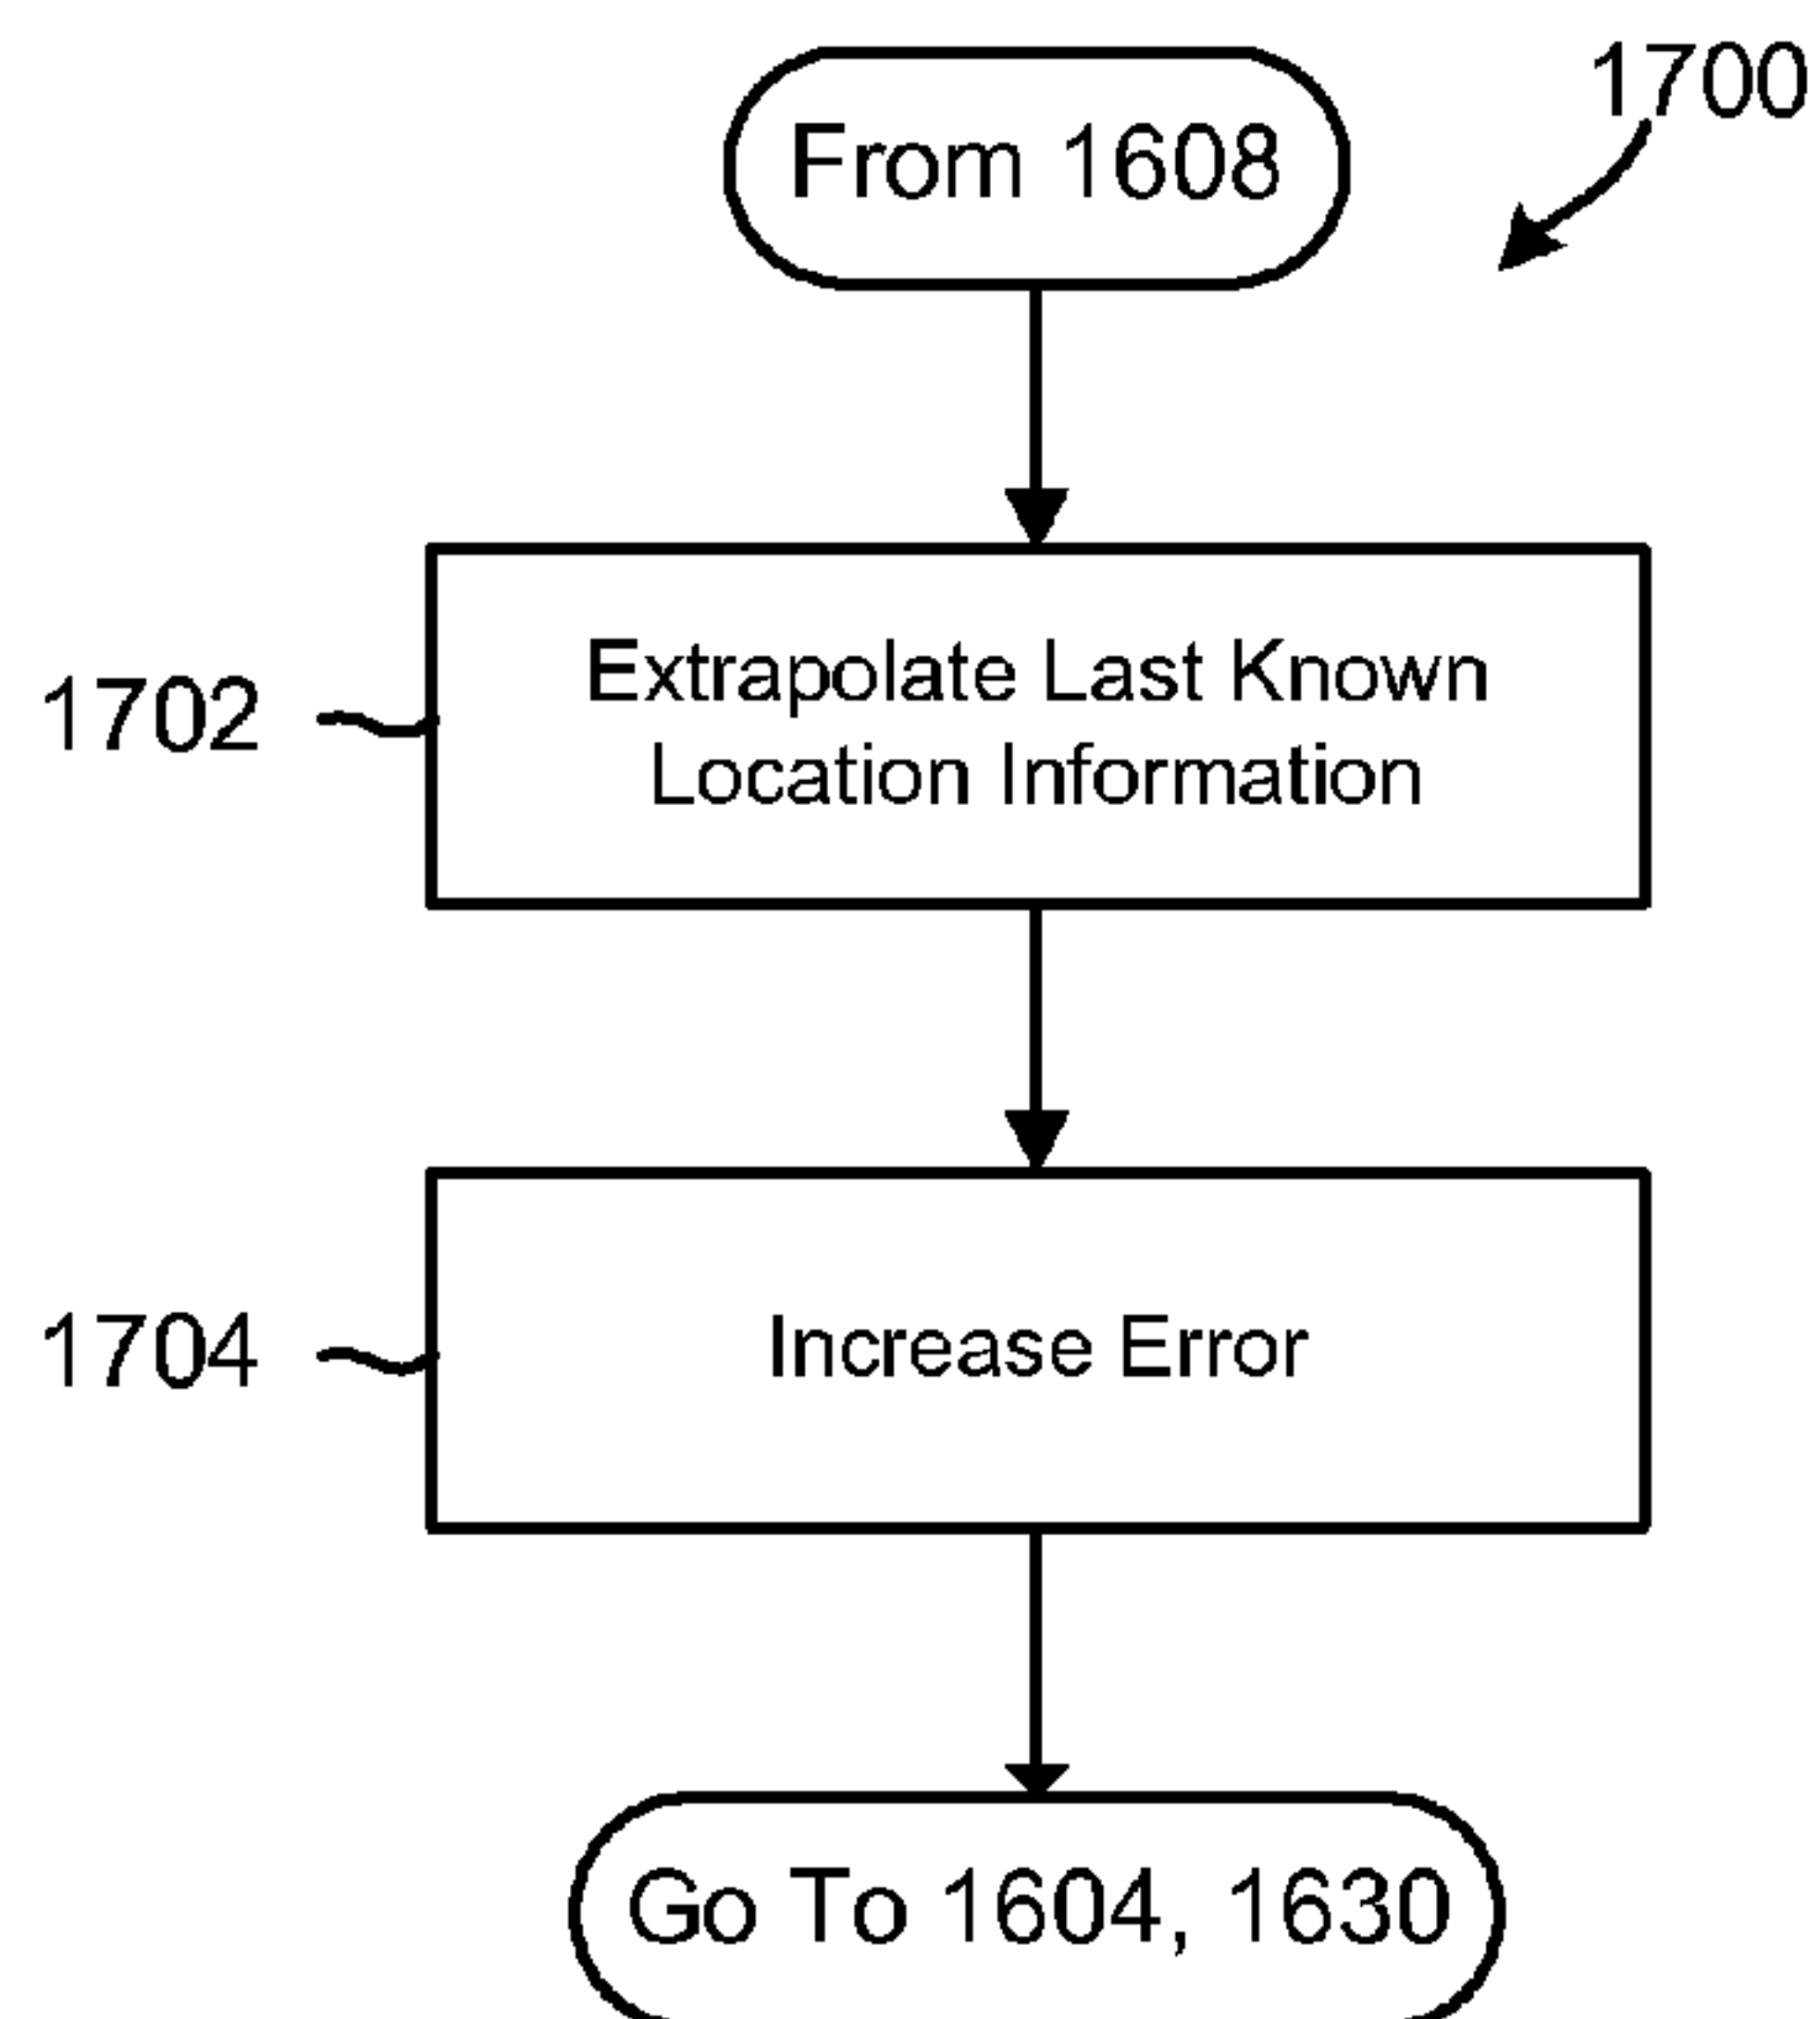 1700
From 1608
1702
Extrapolate Last Known
Location Information
1704
Increase Error
Go To 1604, 1630